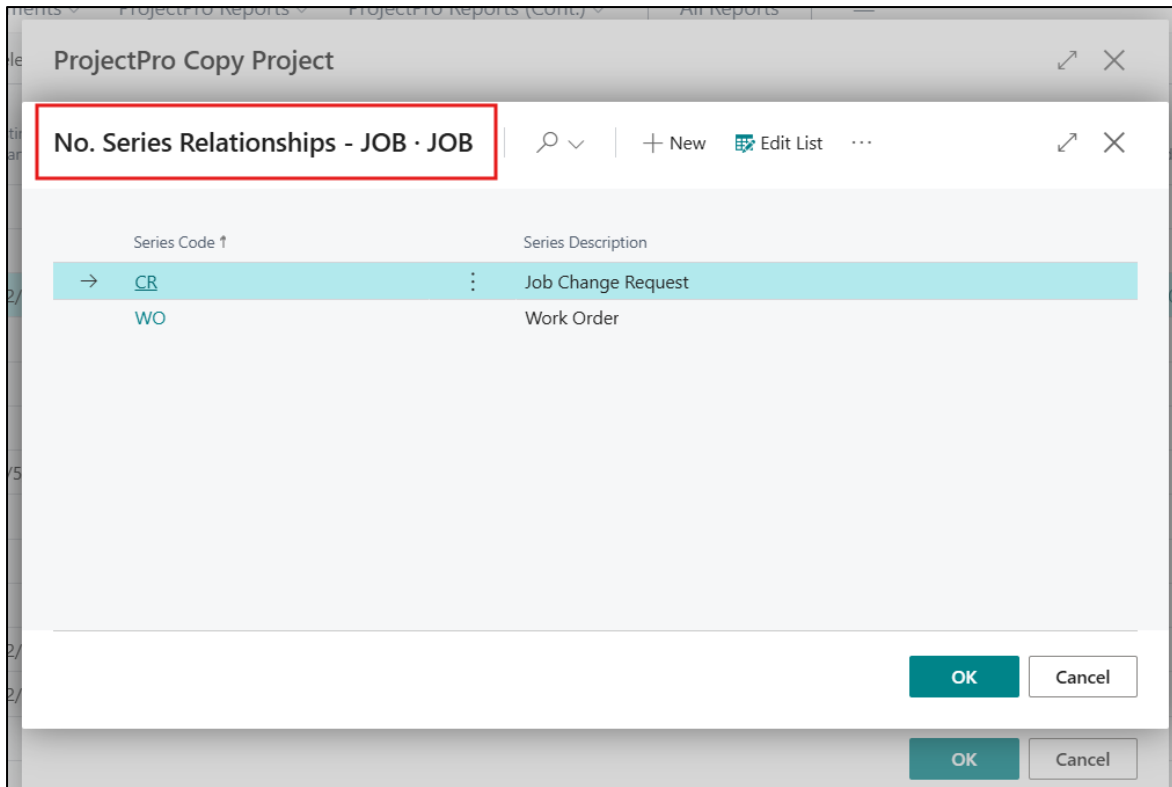 ProjectPro Reports ProjectPro Reports (Cont.) All Reports
ProjectPro Copy Project
No. Series Relationships - JOB · JOB + New Edit List ...
Series Code ↑ Series Description
→ CR ⋮ Job Change Request
WO Work Order
OK Cancel
OK Cancel